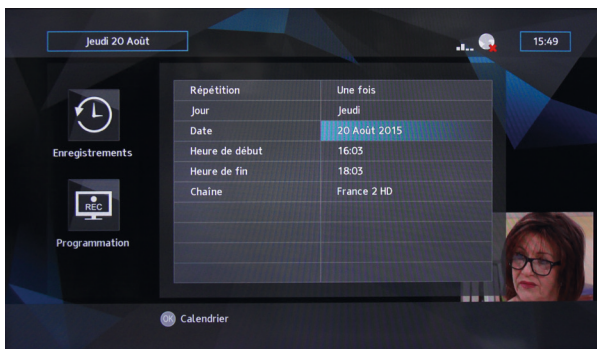 Jeudi 20 Août
15:49
Enregistrements
REC
Programmation
Répétition Une fois
Jour Jeudi
Date 20 Août 2015
Heure de début 16:03
Heure de fin 18:03
Chaîne France 2 HD
OK Calendrier